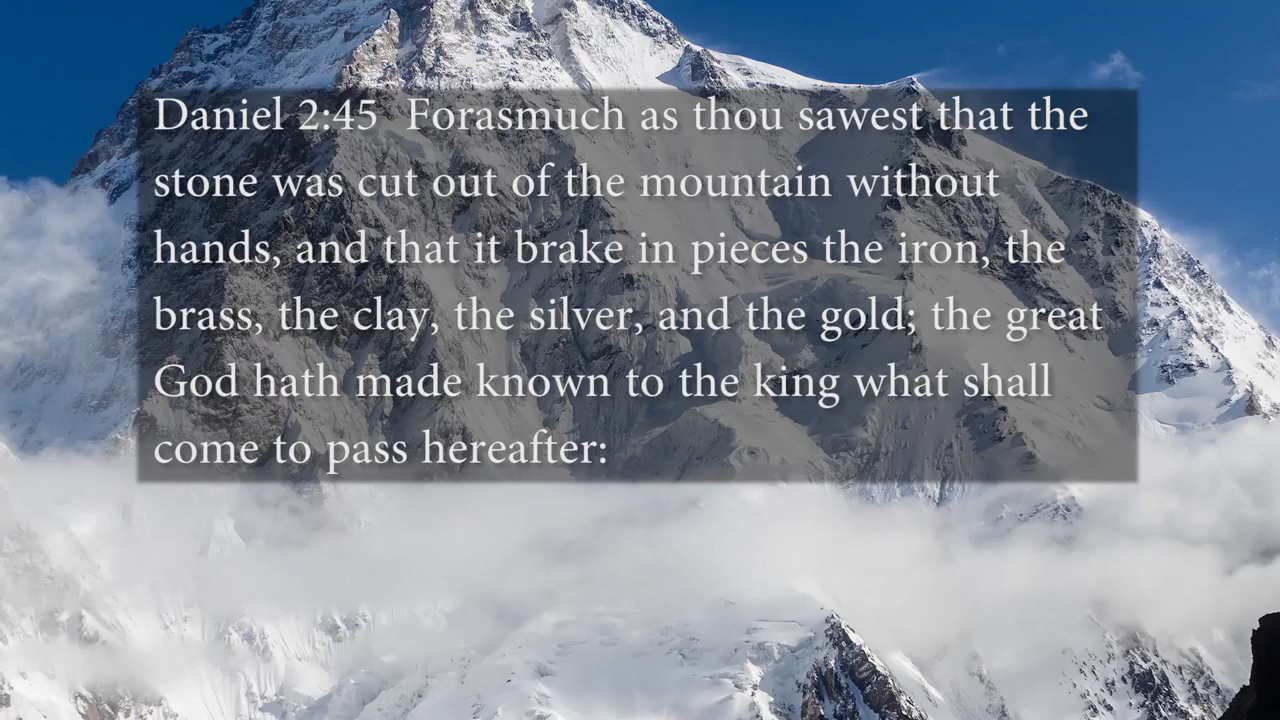 Daniel 2:45  Forasmuch as thou sawest that the
stone was cut out of the mountain without
hands, and that it brake in pieces the iron, the
brass, the clay, the silver, and the gold; the great
God hath made known to the king what shall
come to pass hereafter: